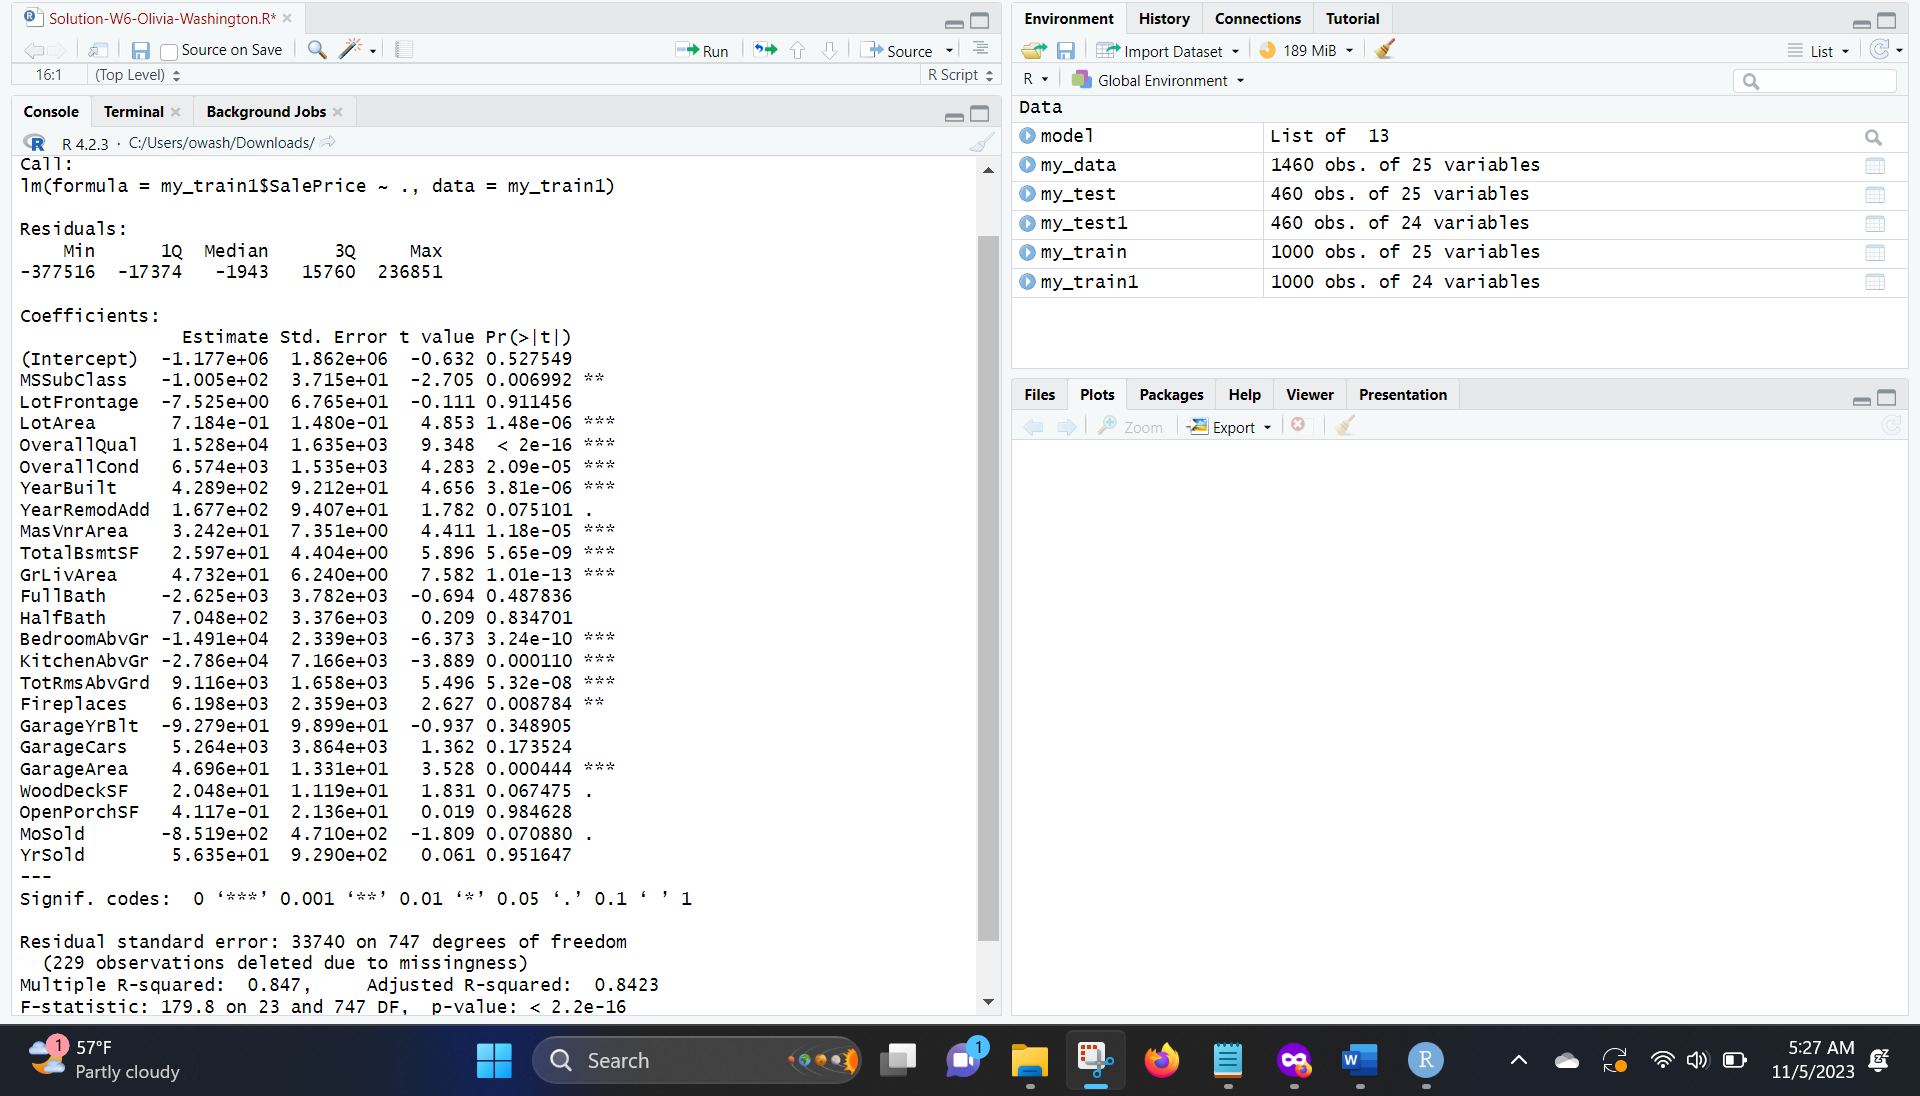 Solution-W6-Olivia-Washington.R*
Source on Save
Run
Source
16:1 (Top Level)
R Script
Console Terminal Background Jobs
R 4.2.3 · C:/Users/owash/Downloads/
Call:
lm(formula = my_train1$SalePrice ~ ., data = my_train1)
Residuals:
Min 1Q Median 3Q Max
-377516 -17374 -1943 15760 236851
Coefficients:
Estimate Std. Error t value Pr(>|t|)
(Intercept) -1.177e+06 1.862e+06 -0.632 0.527549
MSSubClass -1.005e+02 3.715e+01 -2.705 0.006992 **
LotFrontage -7.525e+00 6.765e+01 -0.111 0.911456
LotArea 7.184e-01 1.480e-01 4.853 1.48e-06 ***
OverallQual 1.528e+04 1.635e+03 9.348 < 2e-16 ***
OverallCond 6.574e+03 1.535e+03 4.283 2.09e-05 ***
YearBuilt 4.289e+02 9.212e+01 4.656 3.81e-06 ***
YearRemodAdd 1.677e+02 9.407e+01 1.782 0.075101 .
MasVnrArea 3.242e+01 7.351e+00 4.411 1.18e-05 ***
TotalBsmtSF 2.597e+01 4.404e+00 5.896 5.65e-09 ***
GrLivArea 4.732e+01 6.240e+00 7.582 1.01e-13 ***
FullBath -2.625e+03 3.782e+03 -0.694 0.487836
HalfBath 7.048e+02 3.376e+03 0.209 0.834701
BedroomAbvGr -1.491e+04 2.339e+03 -6.373 3.24e-10 ***
KitchenAbvGr -2.786e+04 7.166e+03 -3.889 0.000110 ***
TotRmsAbvGrd 9.116e+03 1.658e+03 5.496 5.32e-08 ***
Fireplaces 6.198e+03 2.359e+03 2.627 0.008784 **
GarageYrBlt -9.279e+01 9.899e+01 -0.937 0.348905
GarageCars 5.264e+03 3.864e+03 1.362 0.173524
GarageArea 4.696e+01 1.331e+01 3.528 0.000444 ***
WoodDeckSF 2.048e+01 1.119e+01 1.831 0.067475 .
OpenPorchSF 4.117e-01 2.136e+01 0.019 0.984628
MoSold -8.519e+02 4.710e+02 -1.809 0.070880 .
YrSold 5.635e+01 9.290e+02 0.061 0.951647
---
Signif. codes: 0 ‘***’ 0.001 ‘**’ 0.01 ‘*’ 0.05 ‘.’ 0.1 ‘ ’ 1
Residual standard error: 33740 on 747 degrees of freedom
(229 observations deleted due to missingness)
Multiple R-squared: 0.847, Adjusted R-squared: 0.8423
F-statistic: 179.8 on 23 and 747 DF, p-value: < 2.2e-16
Environment History Connections Tutorial
Import Dataset 189 MiB List
R Global Environment
Data
model List of 13
my_data 1460 obs. of 25 variables
my_test 460 obs. of 25 variables
my_test1 460 obs. of 24 variables
my_train 1000 obs. of 25 variables
my_train1 1000 obs. of 24 variables
Files Plots Packages Help Viewer Presentation
Zoom Export
1
57°F
Partly cloudy
Search
1
W
R
5:27 AM
11/5/2023